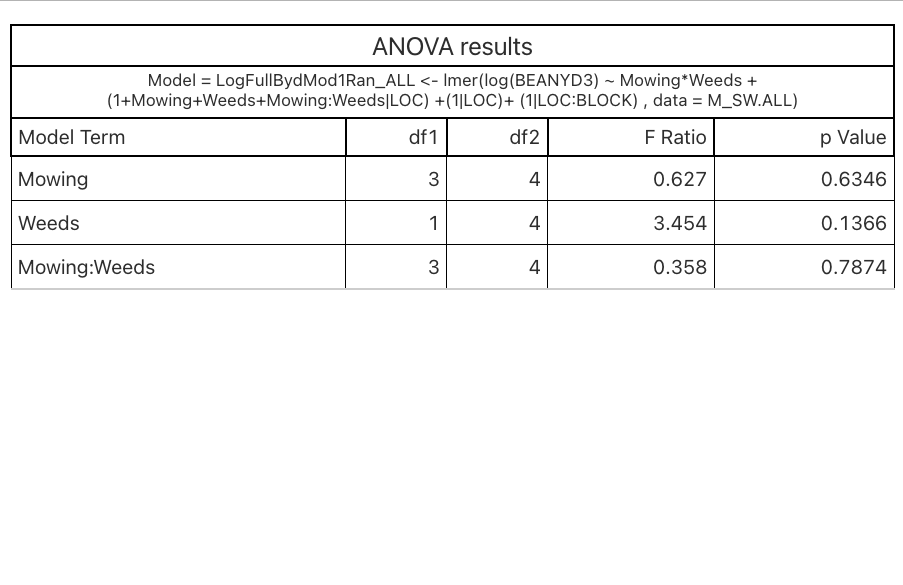 ANOVA results
Model = LogFullBydMod1Ran_ALL <- lmer(log(BEANYD3) ~ Mowing*Weeds +
(1+Mowing+Weeds+Mowing:Weeds|LOC) +(1|LOC)+ (1|LOC:BLOCK) , data = M_SW.ALL)
Model Term df1 df2 F Ratio p Value
Mowing 3 4 0.627 0.6346
Weeds 1 4 3.454 0.1366
Mowing:Weeds 3 4 0.358 0.7874